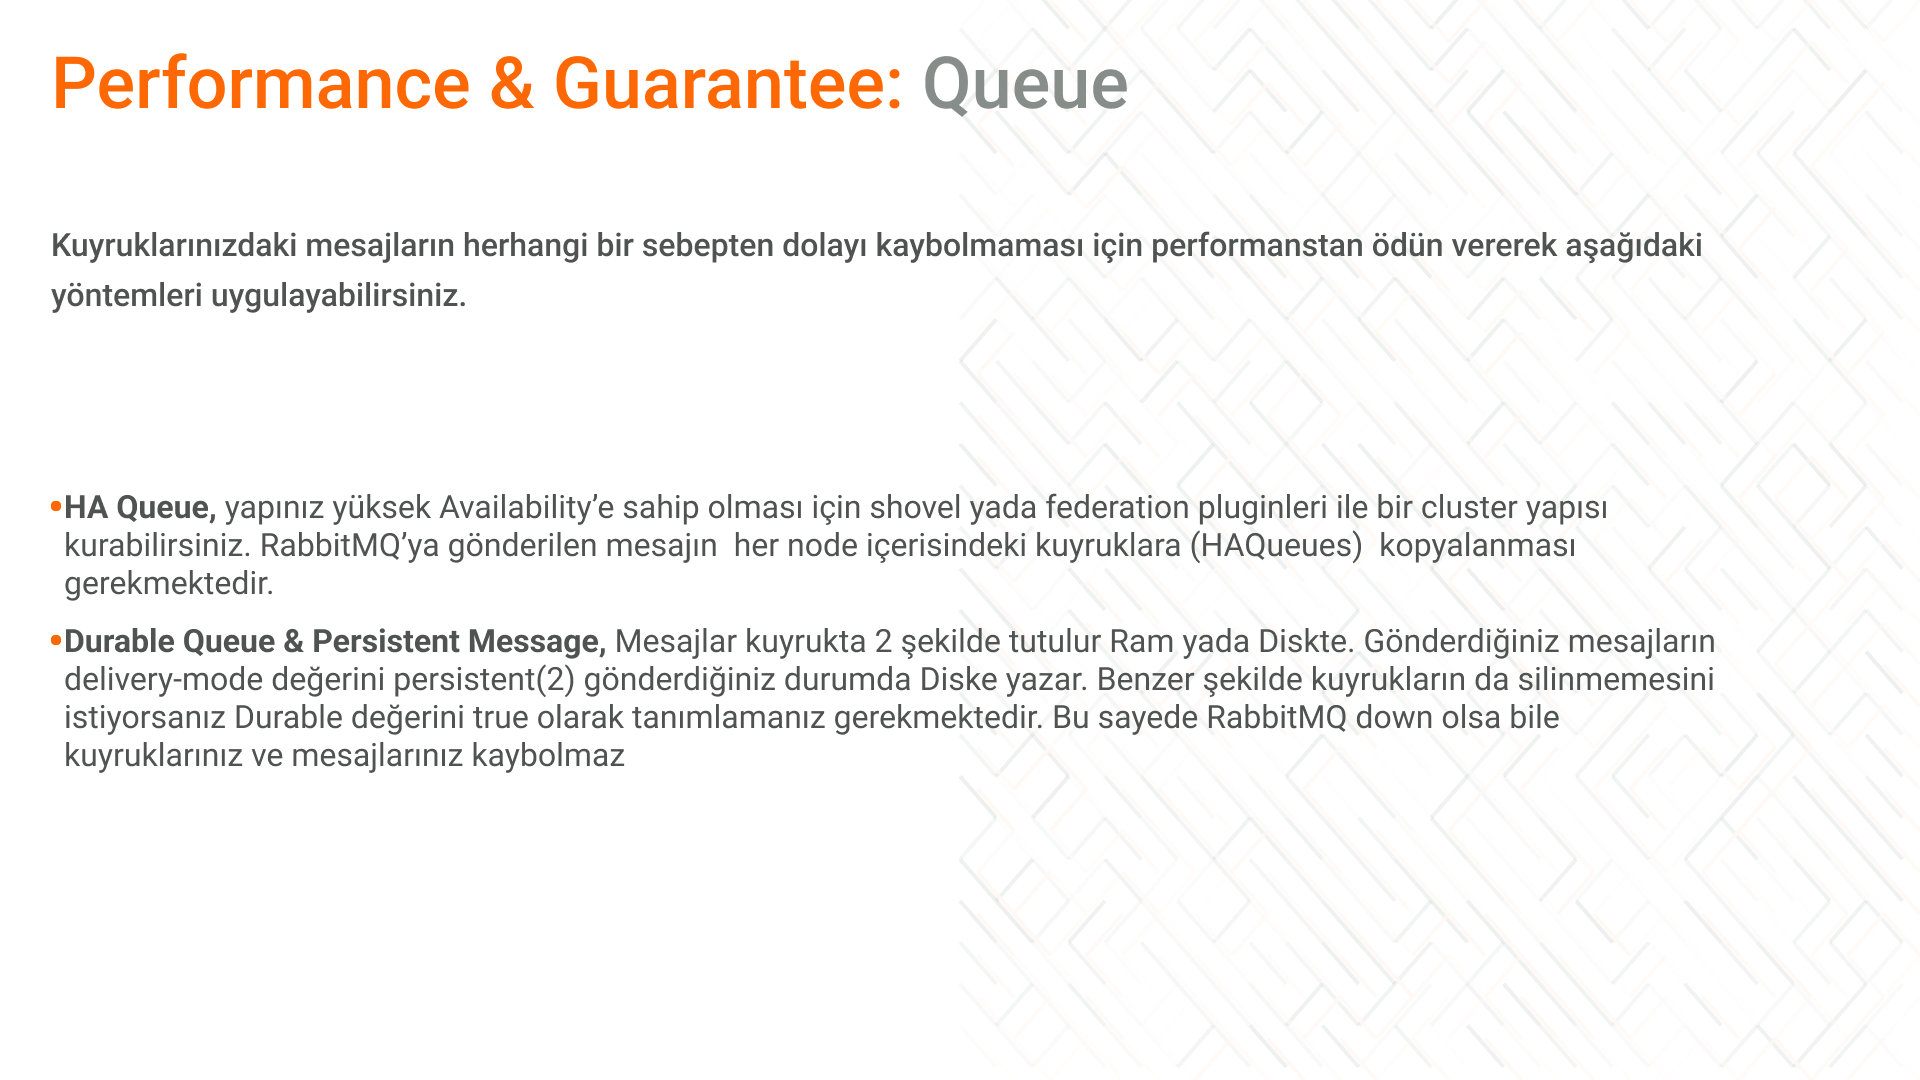 Performance & Guarantee: Queue
Kuyruklarınızdaki mesajların herhangi bir sebepten dolayı kaybolmaması için performanstan ödün vererek aşağıdaki
yöntemleri uygulayabilirsiniz.
•HA Queue, yapınız yüksek Availability’e sahip olması için shovel yada federation pluginleri ile bir cluster yapısı
kurabilirsiniz. RabbitMQ’ya gönderilen mesajın  her node içerisindeki kuyruklara (HAQueues)  kopyalanması
gerekmektedir.
•Durable Queue & Persistent Message, Mesajlar kuyrukta 2 şekilde tutulur Ram yada Diskte. Gönderdiğiniz mesajların
delivery-mode değerini persistent(2) gönderdiğiniz durumda Diske yazar. Benzer şekilde kuyrukların da silinmemesini
istiyorsanız Durable değerini true olarak tanımlamanız gerekmektedir. Bu sayede RabbitMQ down olsa bile
kuyruklarınız ve mesajlarınız kaybolmaz